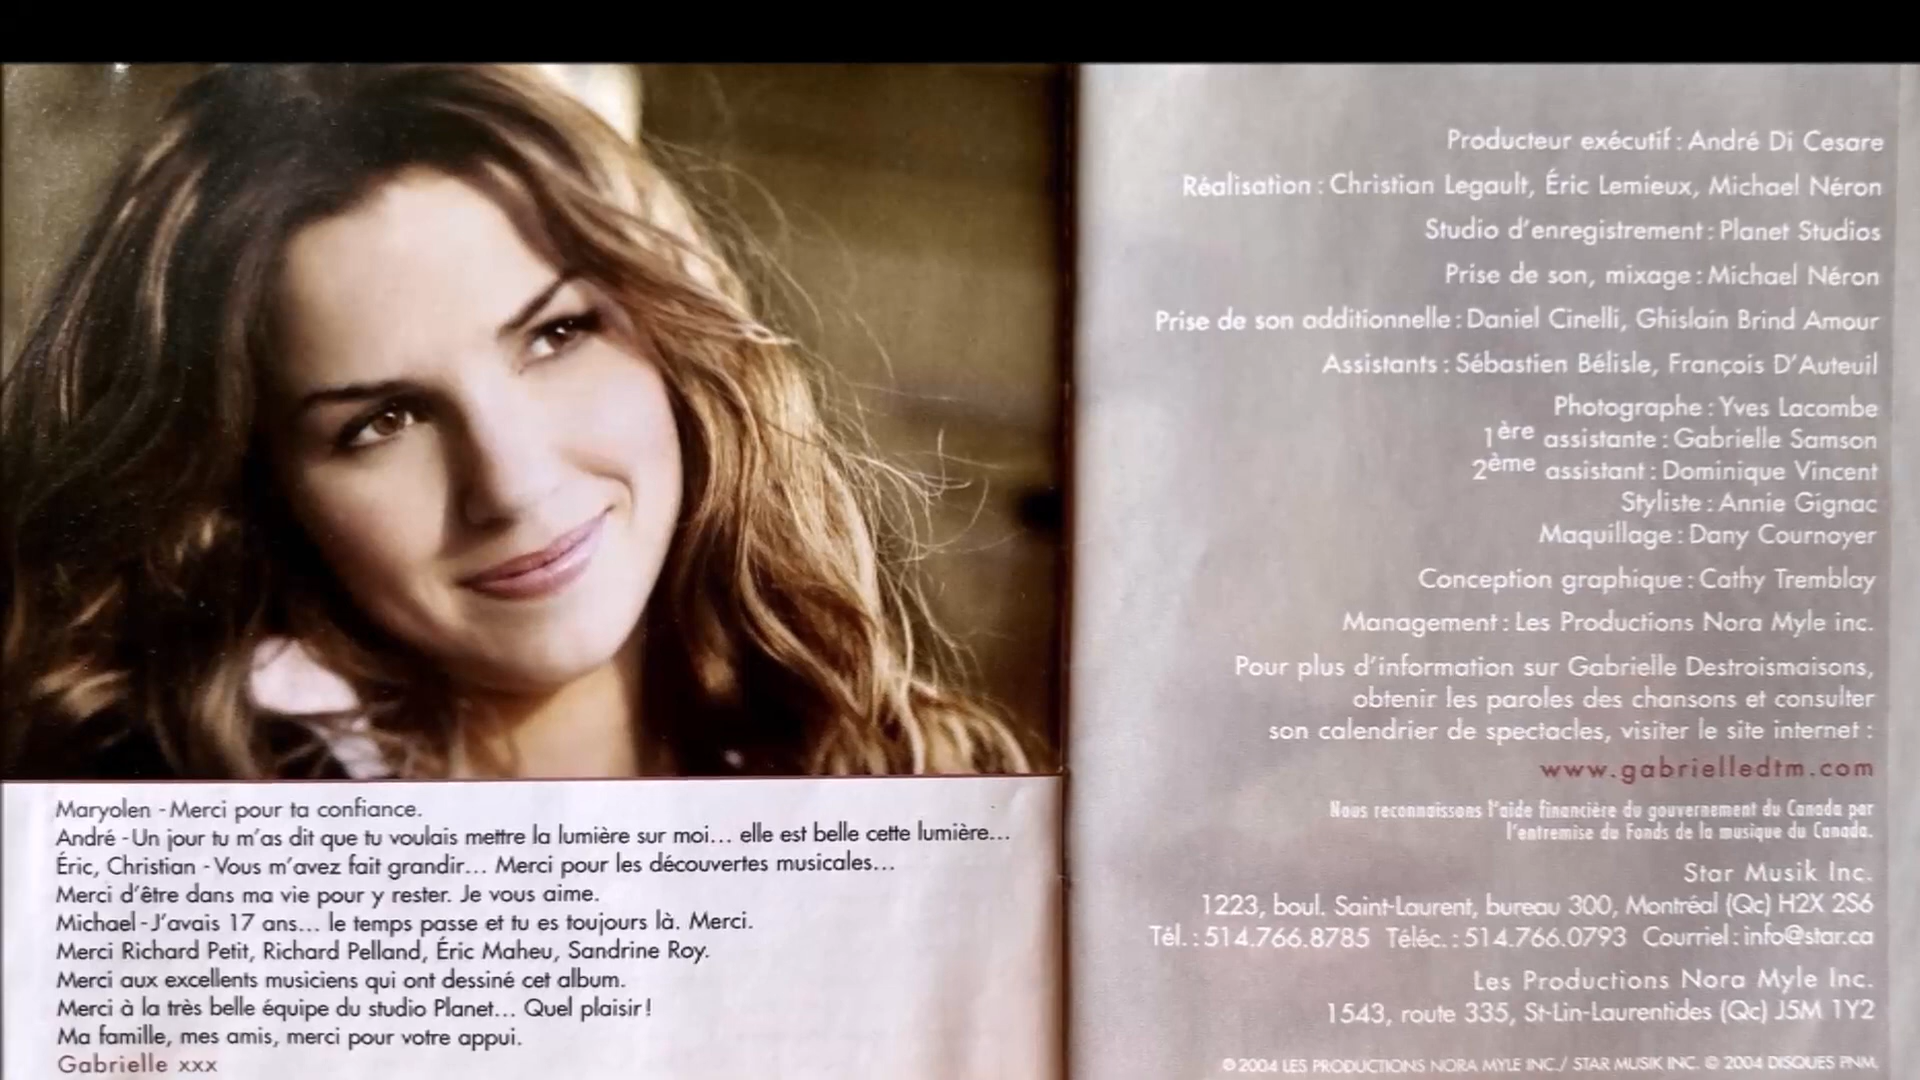 Maryolen - Merci pour ta confiance.
André - Un jour tu m'as dit que tu voulais mettre la lumière sur moi... elle est belle cette lumière...
Éric, Christian - Vous m'avez fait grandir... Merci pour les découvertes musicales...
Merci d'être dans ma vie pour y rester. Je vous aime.
Michael - J'avais 17 ans... le temps passe et tu es toujours là. Merci.
Merci Richard Petit, Richard Pelland, Éric Maheu, Sandrine Roy.
Merci aux excellents musiciens qui ont dessiné cet album.
Merci à la très belle équipe du studio Planet... Quel plaisir!
Ma famille, mes amis, merci pour votre appui.
Gabrielle xxx
Producteur exécutif : André Di Cesare
Réalisation : Christian Legault, Éric Lemieux, Michael Néron
Studio d'enregistrement : Planet Studios
Prise de son, mixage : Michael Néron
Prise de son additionnelle : Daniel Cinelli, Ghislain Brind Amour
Assistants : Sébastien Bélisle, François D'Auteuil
Photographe : Yves Lacombe
1ère assistante : Gabrielle Samson
2ème assistant : Dominique Vincent
Styliste : Annie Gignac
Maquillage : Dany Cournoyer
Conception graphique : Cathy Tremblay
Management : Les Productions Nora Myle inc.
Pour plus d'information sur Gabrielle Destroismaisons,
obtenir les paroles des chansons et consulter
son calendrier de spectacles, visiter le site internet :
www.gabrielledtm.com
Nous reconnaissons l'aide financière du gouvernement du Canada par
l'entremise du Fonds de la musique du Canada.
Star Musik Inc.
1223, boul. Saint-Laurent, bureau 300, Montréal (Qc) H2X 2S6
Tél. : 514.766.8785 Téléc. : 514.766.0793 Courriel : info@star.ca
Les Productions Nora Myle Inc.
1543, route 335, St-Lin-Laurentides (Qc) J5M 1Y2
© 2004 LES PRODUCTIONS NORA MYLE INC./ STAR MUSIK INC. © 2004 DISQUES PNM.